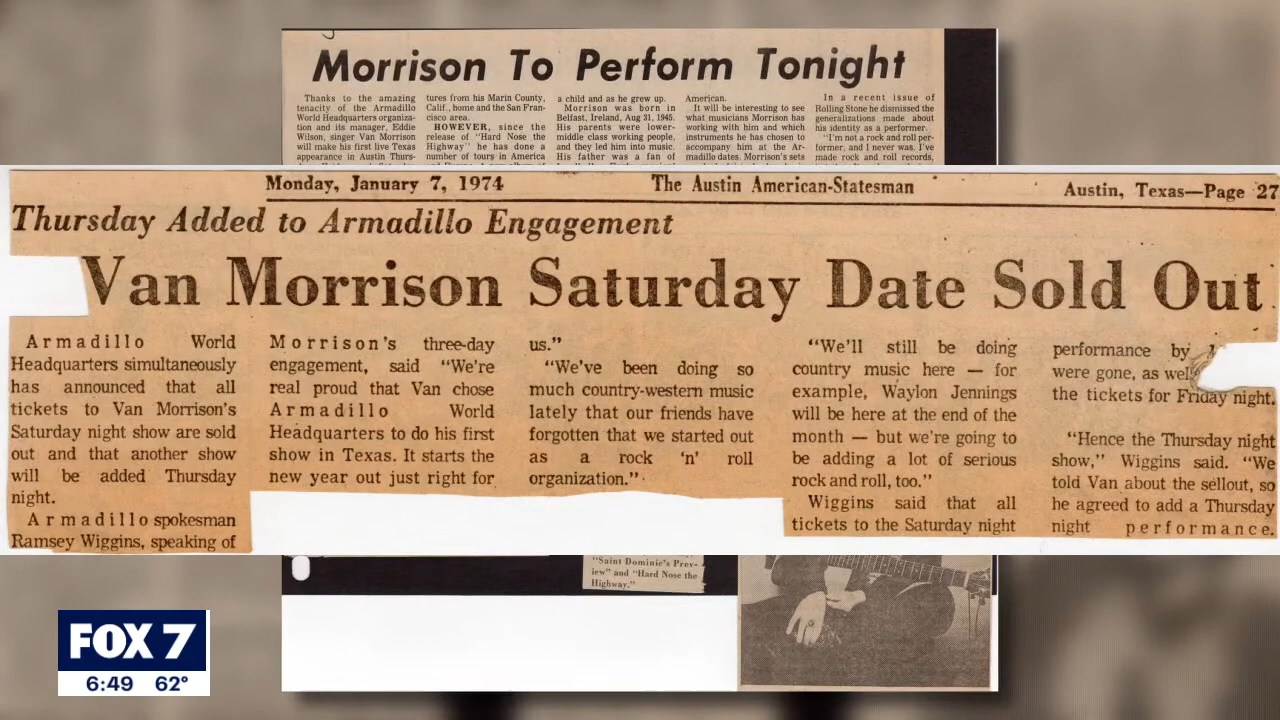 Morrison To Perform Tonight
Thanks to the amazing
tenacity of the Armadillo
World Headquarters organiza-
tion and its manager, Eddie
Wilson, singer Van Morrison
will make his first live Texas
appearance in Austin Thurs-
tures from his Marin County,
Calif., home and the San Fran-
cisco area.
HOWEVER, since the
release of "Hard Nose the
Highway" he has done a
number of tours in America
a child and as he grew up.
Morrison was born in
Belfast, Ireland, Aug 31, 1945.
His parents were lower-
middle class working people,
and they led him into music.
His father was a fan of
American.
It will be interesting to see
what musicians Morrison has
working with him and which
instruments he has chosen to
accompany him at the Ar-
madillo dates. Morrison's sets
In a recent issue of
Rolling Stone he dismissed the
generalizations made about
his identity as a performer.
"I'm not a rock and roll per-
former, and I never was. I've
made rock and roll records,
Monday, January 7, 1974 The Austin American-Statesman Austin, Texas—Page 27
Thursday Added to Armadillo Engagement
Van Morrison Saturday Date Sold Out
Armadillo World
Headquarters simultaneously
has announced that all
tickets to Van Morrison's
Saturday night show are sold
out and that another show
will be added Thursday
night.
Armadillo spokesman
Ramsey Wiggins, speaking of
Morrison's three-day
engagement, said "We're
real proud that Van chose
Armadillo World
Headquarters to do his first
show in Texas. It starts the
new year out just right for
us."
"We've been doing so
much country-western music
lately that our friends have
forgotten that we started out
as a rock 'n' roll
organization."
"We'll still be doing
country music here — for
example, Waylon Jennings
will be here at the end of the
month — but we're going to
be adding a lot of serious
rock and roll, too."
Wiggins said that all
tickets to the Saturday night
performance by
were gone, as well
the tickets for Friday night.
"Hence the Thursday night
show," Wiggins said. "We
told Van about the sellout, so
he agreed to add a Thursday
night performance.
"Saint Dominic's Prev-
iew" and "Hard Nose the
Highway."
FOX 7
6:49 62°